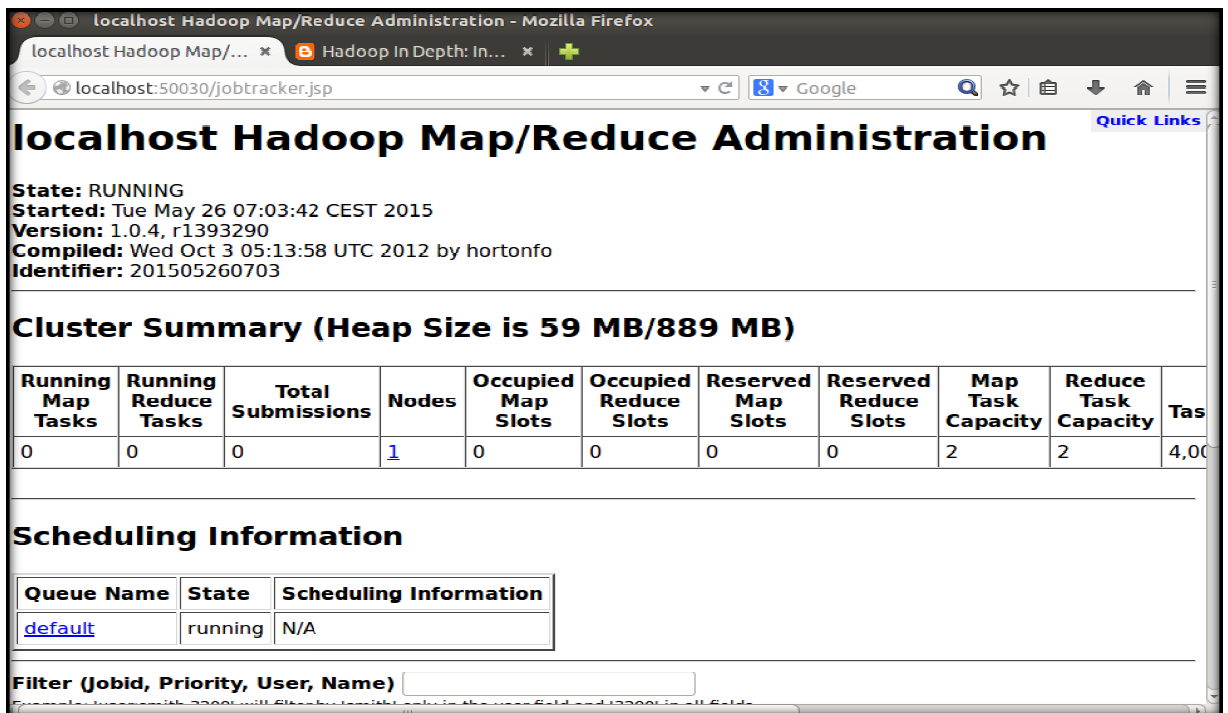 localhost Hadoop Map/Reduce Administration - Mozilla Firefox
localhost Hadoop Map/... Hadoop In Depth: In...
localhost:50030/jobtracker.jsp Google
Quick Links
localhost Hadoop Map/Reduce Administration
State: RUNNING
Started: Tue May 26 07:03:42 CEST 2015
Version: 1.0.4, r1393290
Compiled: Wed Oct 3 05:13:58 UTC 2012 by hortonfo
Identifier: 201505260703
Cluster Summary (Heap Size is 59 MB/889 MB)
Running Map Tasks Running Reduce Tasks Total Submissions Nodes Occupied Map Slots Occupied Reduce Slots Reserved Map Slots Reserved Reduce Slots Map Task Capacity Reduce Task Capacity Tas
0 0 0 1 0 0 0 0 2 2 4,00
Scheduling Information
Queue Name State Scheduling Information
default running N/A
Filter (Jobid, Priority, User, Name)